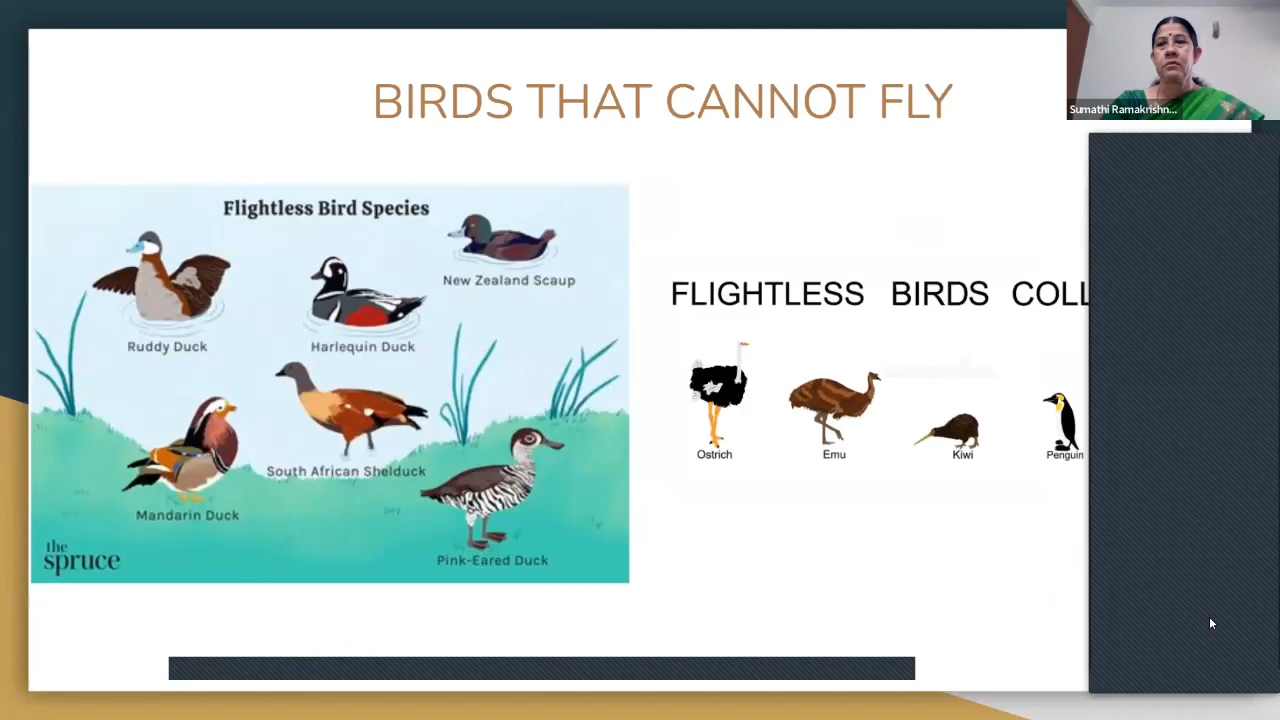 BIRDS THAT CANNOT FLY
Sumathi Ramakrishn...
Flightless Bird Species
New Zealand Scaup
Ruddy Duck
Harlequin Duck
South African Shelduck
Mandarin Duck
Pink-Eared Duck
the
spruce
FLIGHTLESS BIRDS COLL
Ostrich
Emu
Kiwi
Penguin